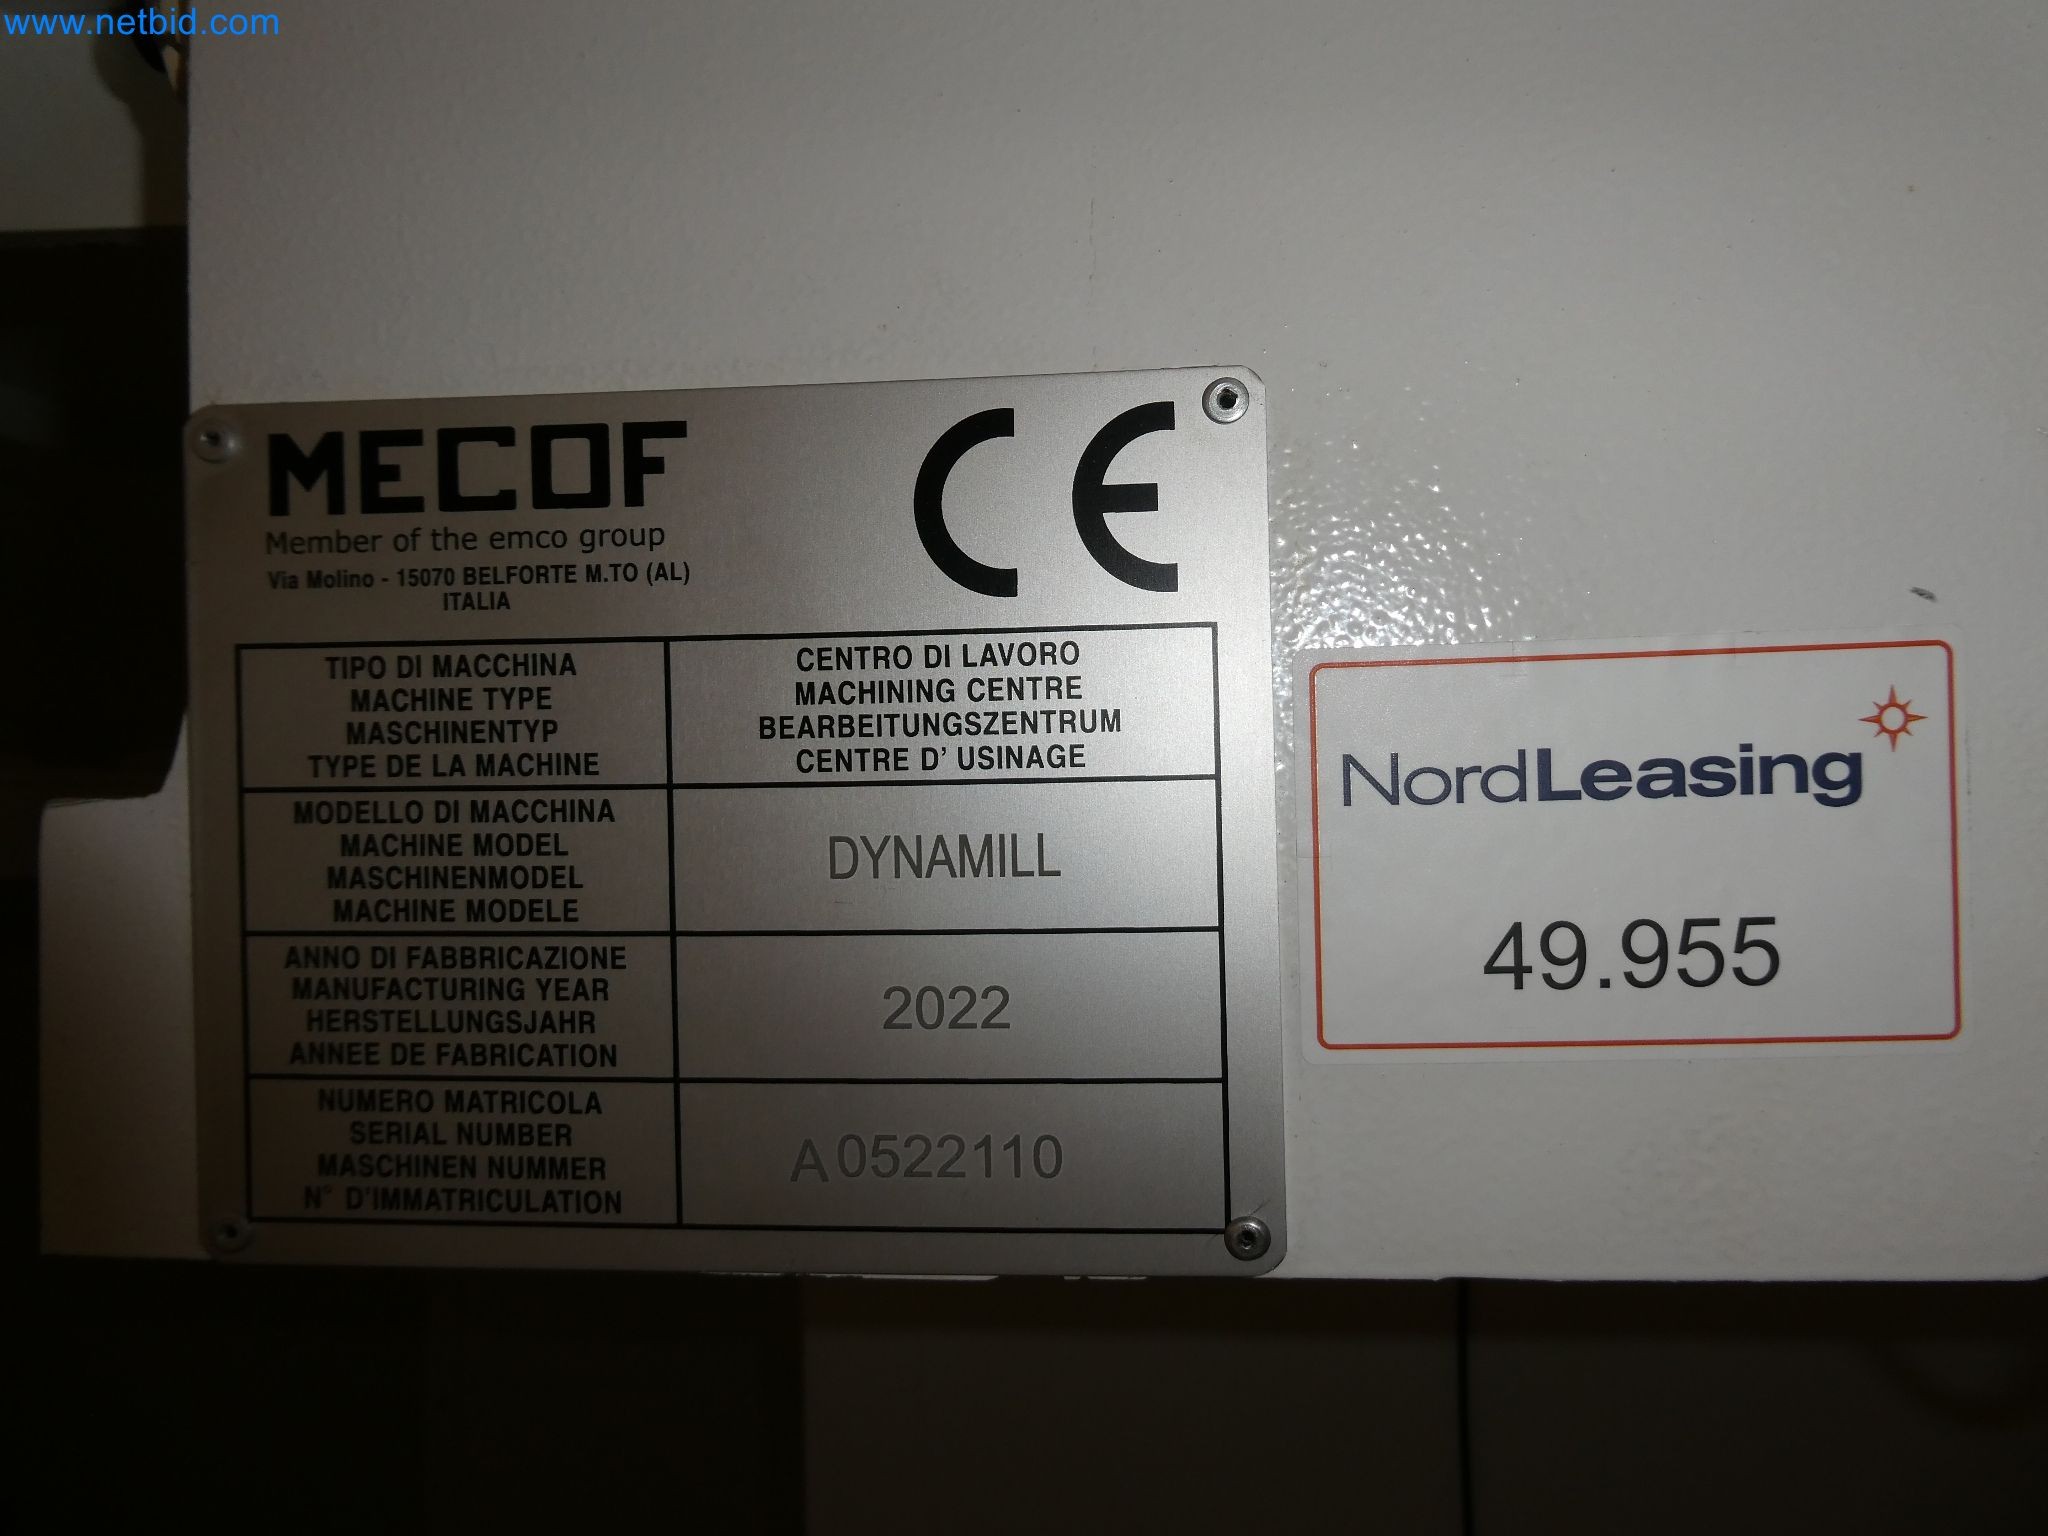 www.netbid.com
MECOF
CE
Member of the emco group
Via Molino - 15070 BELFORTE M.TO (AL)
ITALIA
TIPO DI MACCHINA
MACHINE TYPE
MASCHINENTYP
TYPE DE LA MACHINE
CENTRO DI LAVORO
MACHINING CENTRE
BEARBEITUNGSZENTRUM
CENTRE D' USINAGE
MODELLO DI MACCHINA
MACHINE MODEL
MASCHINENMODEL
MACHINE MODELE
DYNAMILL
ANNO DI FABBRICAZIONE
MANUFACTURING YEAR
HERSTELLUNGSJAHR
ANNEE DE FABRICATION
2022
NUMERO MATRICOLA
SERIAL NUMBER
MASCHINEN NUMMER
N° D'IMMATRICULATION
A0522110
NordLeasing
49.955